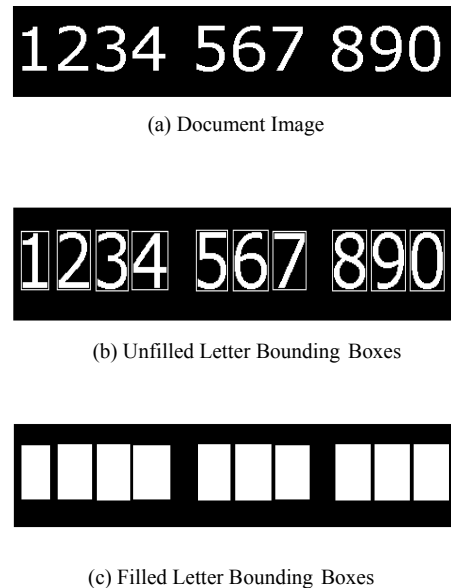 1234 567 890
(a) Document Image
1234 567 890
(b) Unfilled Letter Bounding Boxes
(c) Filled Letter Bounding Boxes